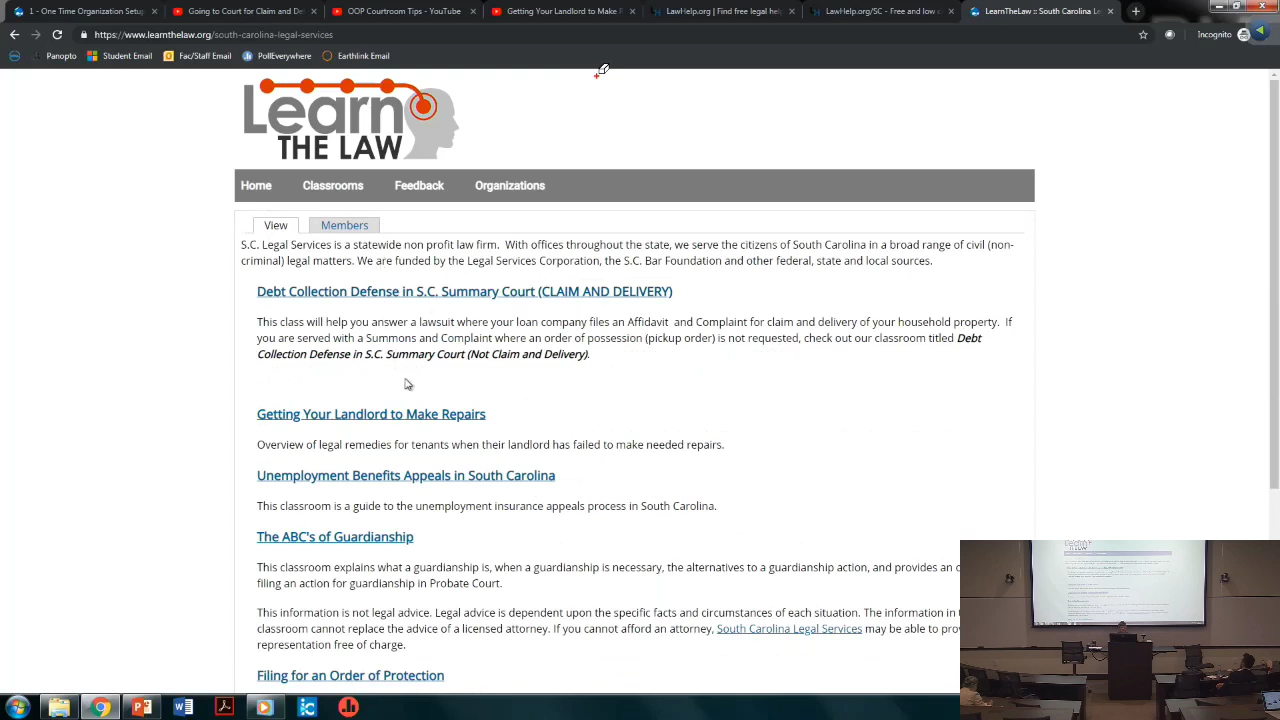 1 - One Time Organization Setup
Going to Court for Claim and De
OOP Courtroom Tips - YouTube
Getting Your Landlord to Make R
LawHelp.org | Find free legal he
LawHelp.org/SC - Free and low c
LearnTheLaw :: South Carolina Le
https://www.learnthelaw.org/south-carolina-legal-services
Incognito
Panopto
Student Email
Fac/Staff Email
PollEverywhere
Earthlink Email
Learn
THE LAW
Home
Classrooms
Feedback
Organizations
View
Members
S.C. Legal Services is a statewide non profit law firm. With offices throughout the state, we serve the citizens of South Carolina in a broad range of civil (non-
criminal) legal matters. We are funded by the Legal Services Corporation, the S.C. Bar Foundation and other federal, state and local sources.
Debt Collection Defense in S.C. Summary Court (CLAIM AND DELIVERY)
This class will help you answer a lawsuit where your loan company files an Affidavit and Complaint for claim and delivery of your household property. If
you are served with a Summons and Complaint where an order of possession (pickup order) is not requested, check out our classroom titled Debt
Collection Defense in S.C. Summary Court (Not Claim and Delivery).
Getting Your Landlord to Make Repairs
Overview of legal remedies for tenants when their landlord has failed to make needed repairs.
Unemployment Benefits Appeals in South Carolina
This classroom is a guide to the unemployment insurance appeals process in South Carolina.
The ABC's of Guardianship
This classroom explains what a guardianship is, when a guardianship is necessary, the alternatives to a guardianship action, and provides an
filing an action for guardianship in Probate Court.
This information is not legal advice. Legal advice is dependent upon the specific facts and circumstances of each situation. The information in
classroom cannot replace the advice of a licensed attorney. If you cannot afford an attorney, South Carolina Legal Services may be able to
representation free of charge.
Filing for an Order of Protection